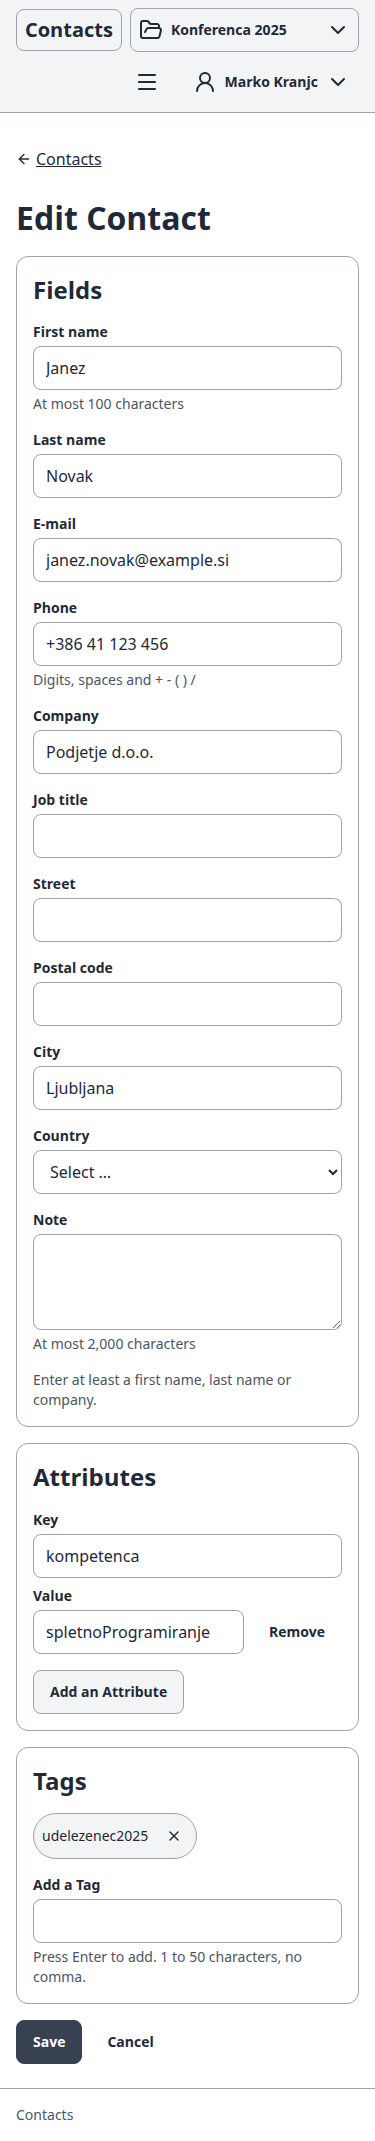 Contacts
Konferenca 2025
Marko Kranjc
Contacts
Edit Contact
Fields
First name
Janez
At most 100 characters
Last name
Novak
E-mail
janez.novak@example.si
Phone
+386 41 123 456
Digits, spaces and + - ( ) /
Company
Podjetje d.o.o.
Job title
Street
Postal code
City
Ljubljana
Country
Select ...
Note
At most 2,000 characters
Enter at least a first name, last name or
company.
Attributes
Key
kompetenca
Value
spletnoProgramiranje
Remove
Add an Attribute
Tags
udelezenec2025
Add a Tag
Press Enter to add. 1 to 50 characters, no
comma.
Save
Cancel
Contacts